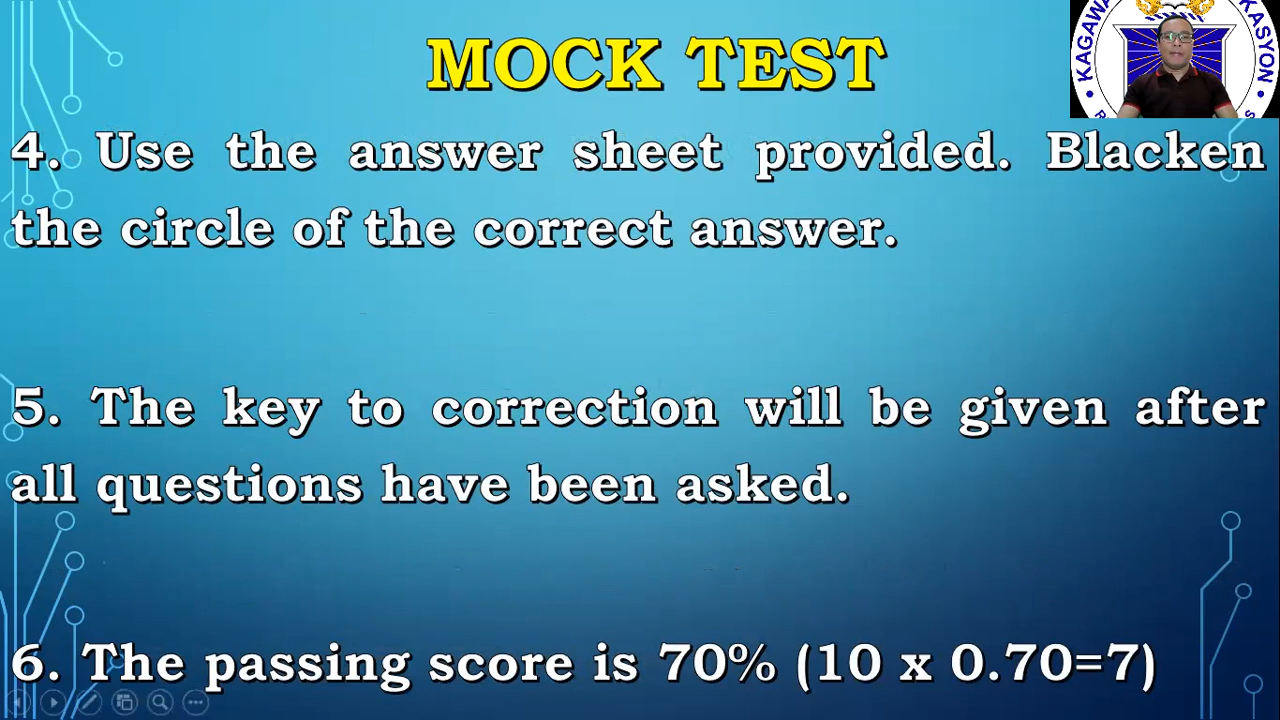 MOCK TEST
KAGAWA
KASYON
4. Use the answer sheet provided. Blacken
the circle of the correct answer.
5. The key to correction will be given after
all questions have been asked.
6. The passing score is 70% (10 x 0.70=7)